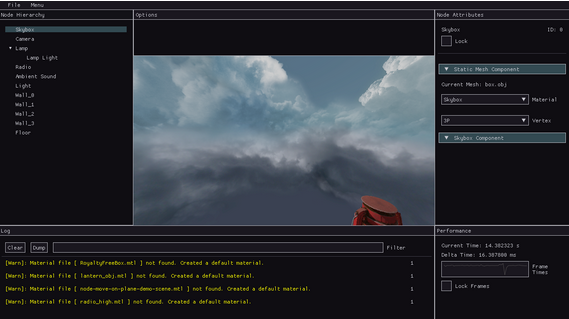 File Menu
Node Hierarchy
Skybox
Camera
Lamp
Lamp Light
Radio
Ambient Sound
Light
Wall_0
Wall_1
Wall_2
Wall_3
Floor
Options
Node Attributes
Skybox ID: 0
Lock
Static Mesh Component
Current Mesh: box.obj
Skybox Material
3P Vertex
Skybox Component
Log
Clear Dump Filter
[Warn]: Material file [ RoyaltyFreeBox.mtl ] not found. Created a default material. 1
[Warn]: Material file [ lantern_obj.mtl ] not found. Created a default material. 1
[Warn]: Material file [ node-move-on-plane-demo-scene.mtl ] not found. Created a default material. 1
[Warn]: Material file [ radio_high.mtl ] not found. Created a default material. 1
Performance
Current Time: 14.382323 s
Delta Time: 16.387800 ms
Frame Times
Lock Frames